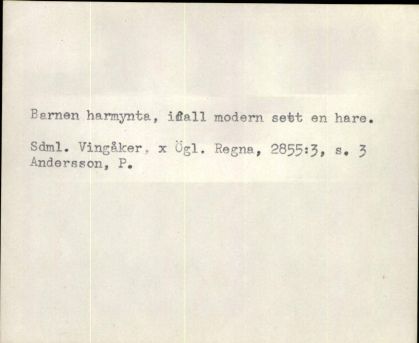 Barnen harmynta, ifall modern sett en hare.
Sdml. Vingåker, x Ögl. Regna, 2855:3, s. 3
Andersson, P.